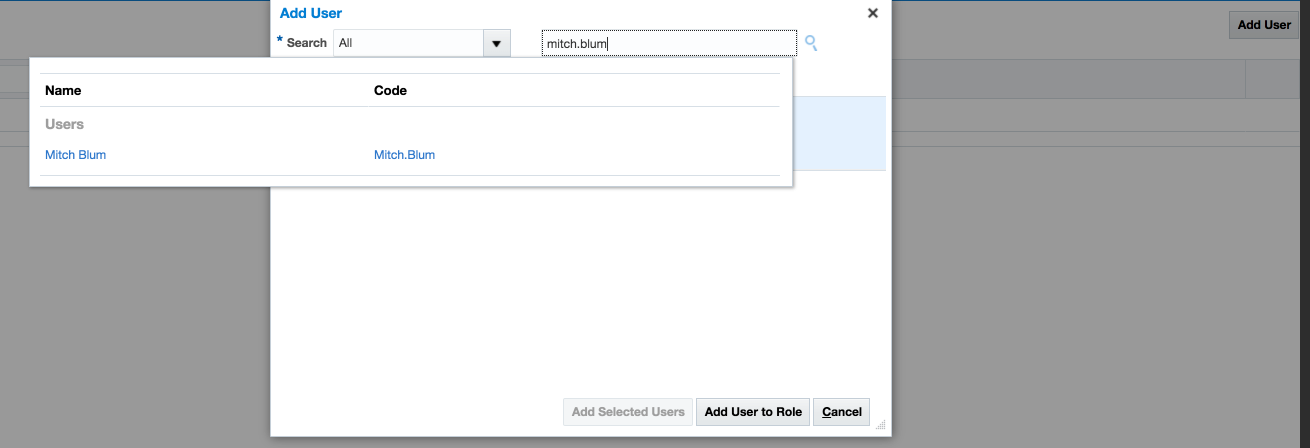 Add User
Add User
* Search All mitch.blum
Name Code
Users
Mitch Blum Mitch.Blum
Add Selected Users Add User to Role Cancel